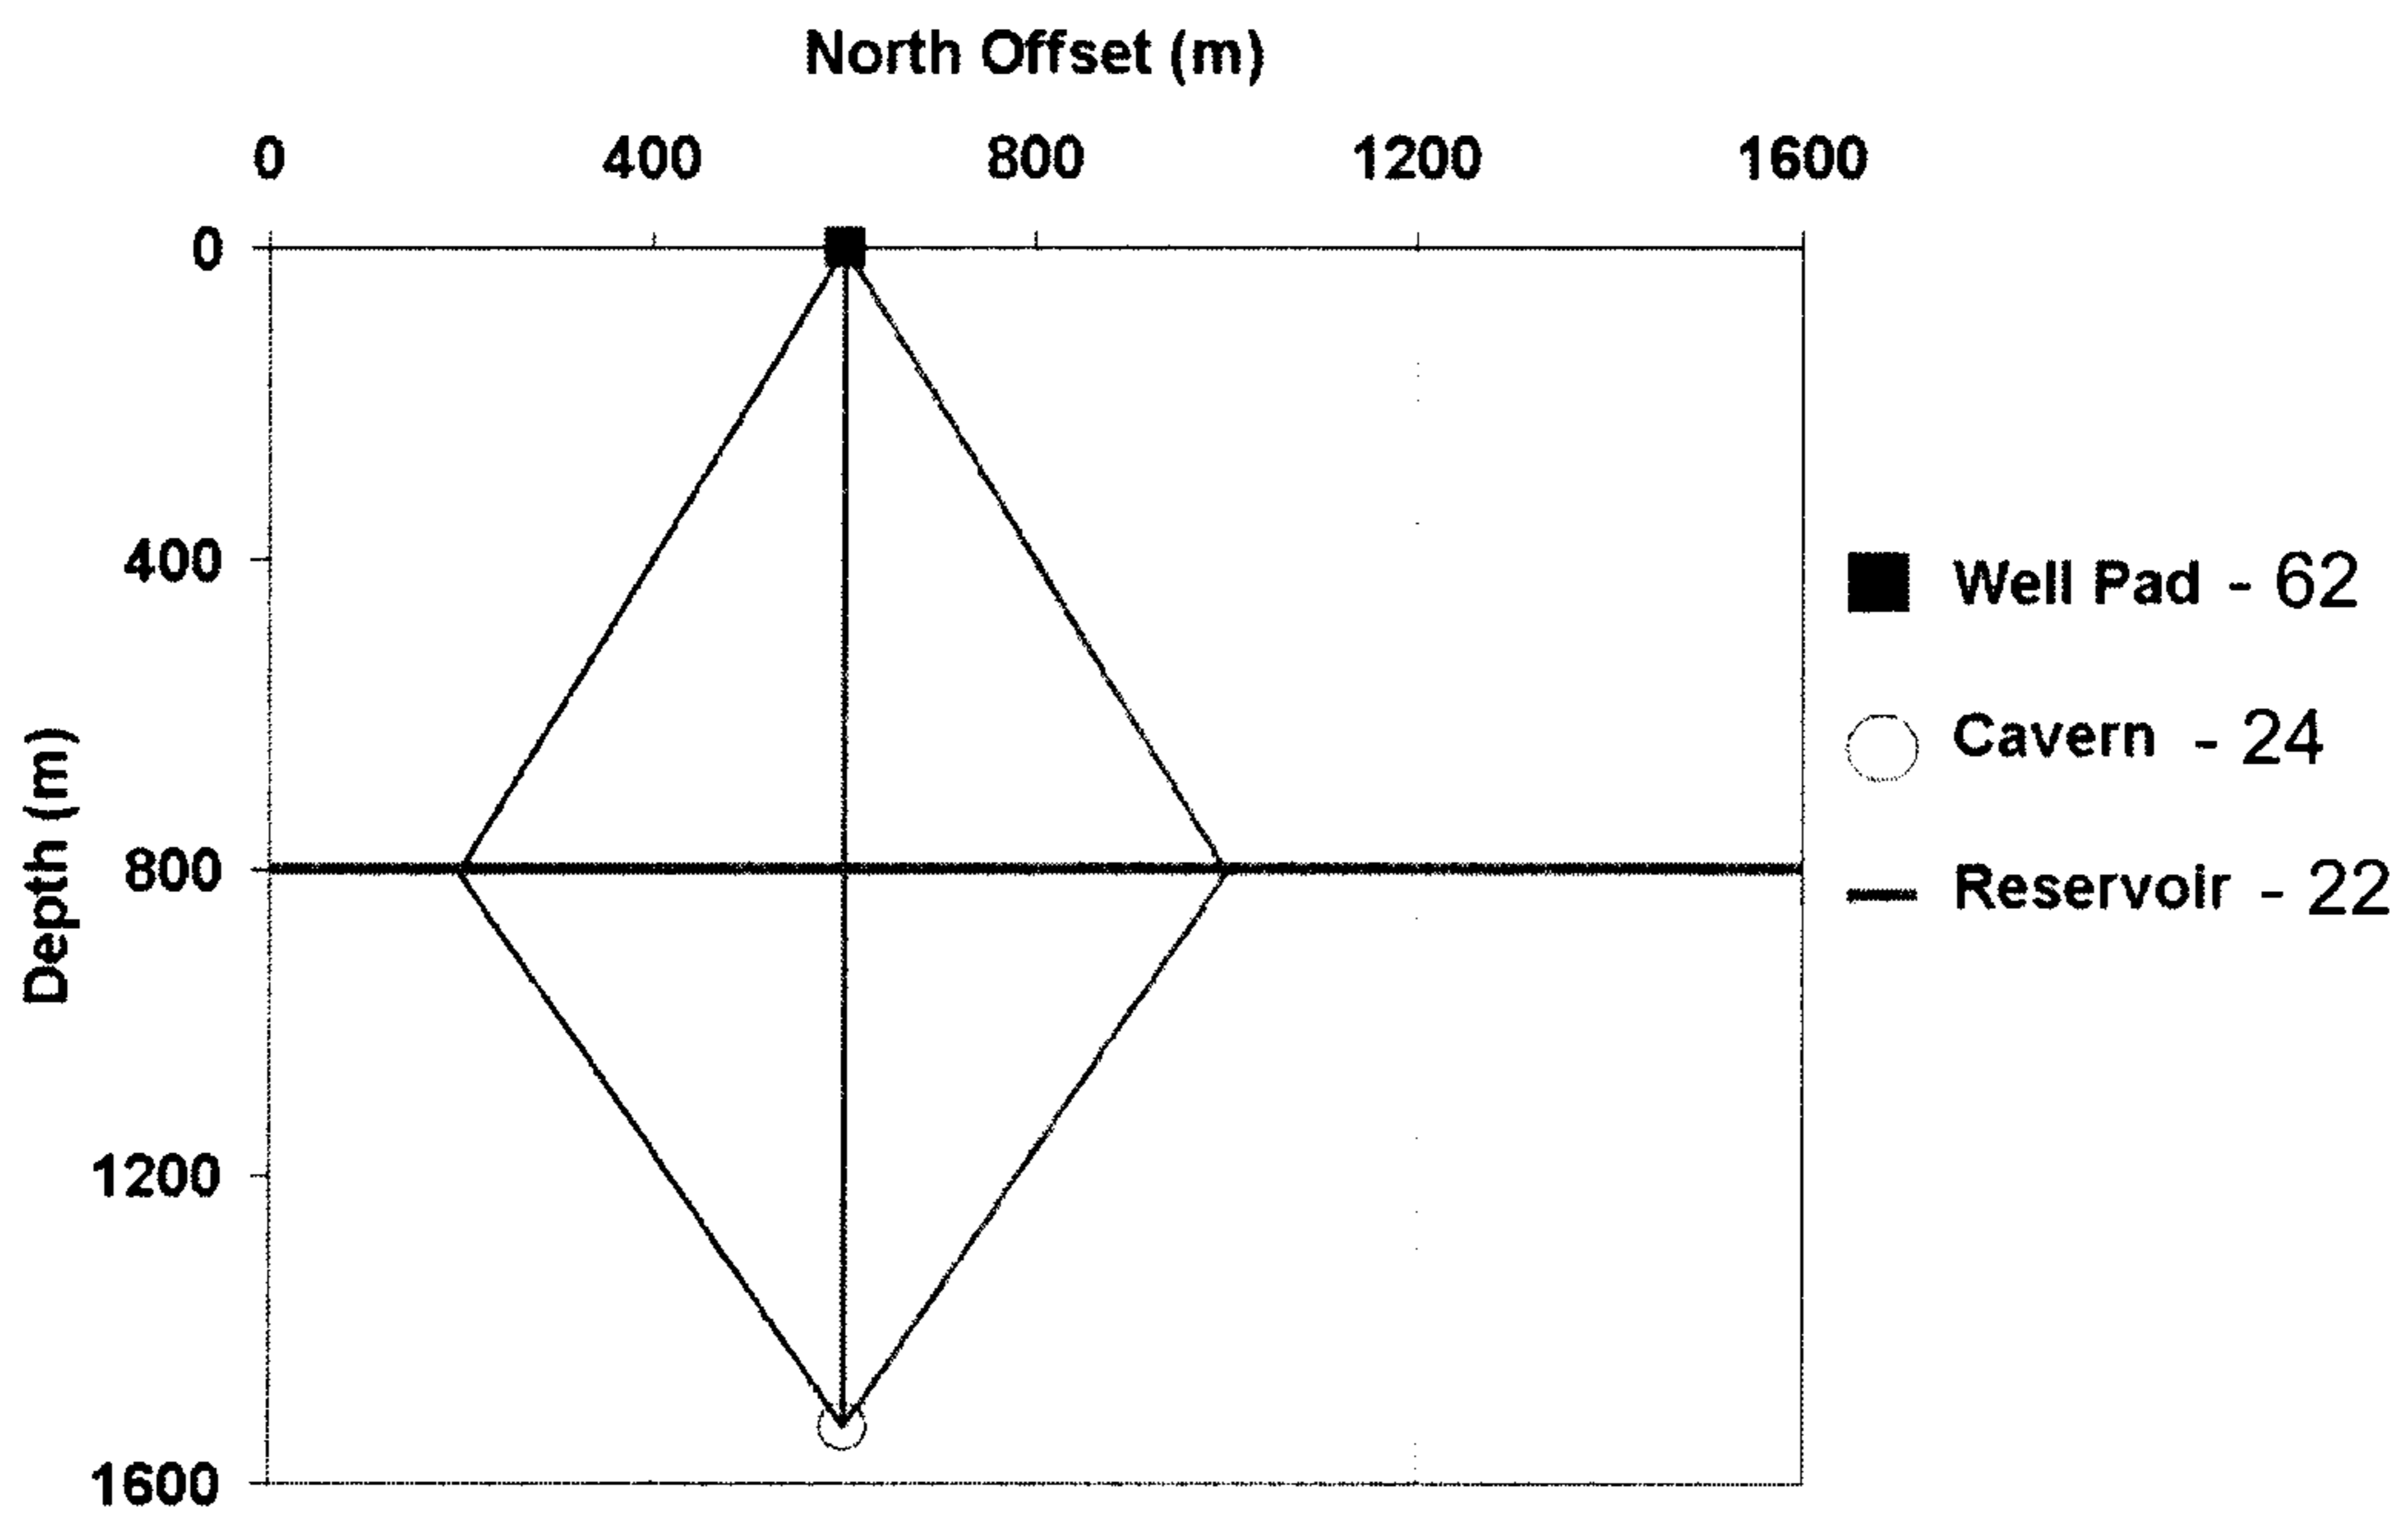 North Offset (m)
0 400 800 1200 1600
0
400
800
1200
1600
Depth (m)
Well Pad - 62
Cavern - 24
Reservoir - 22